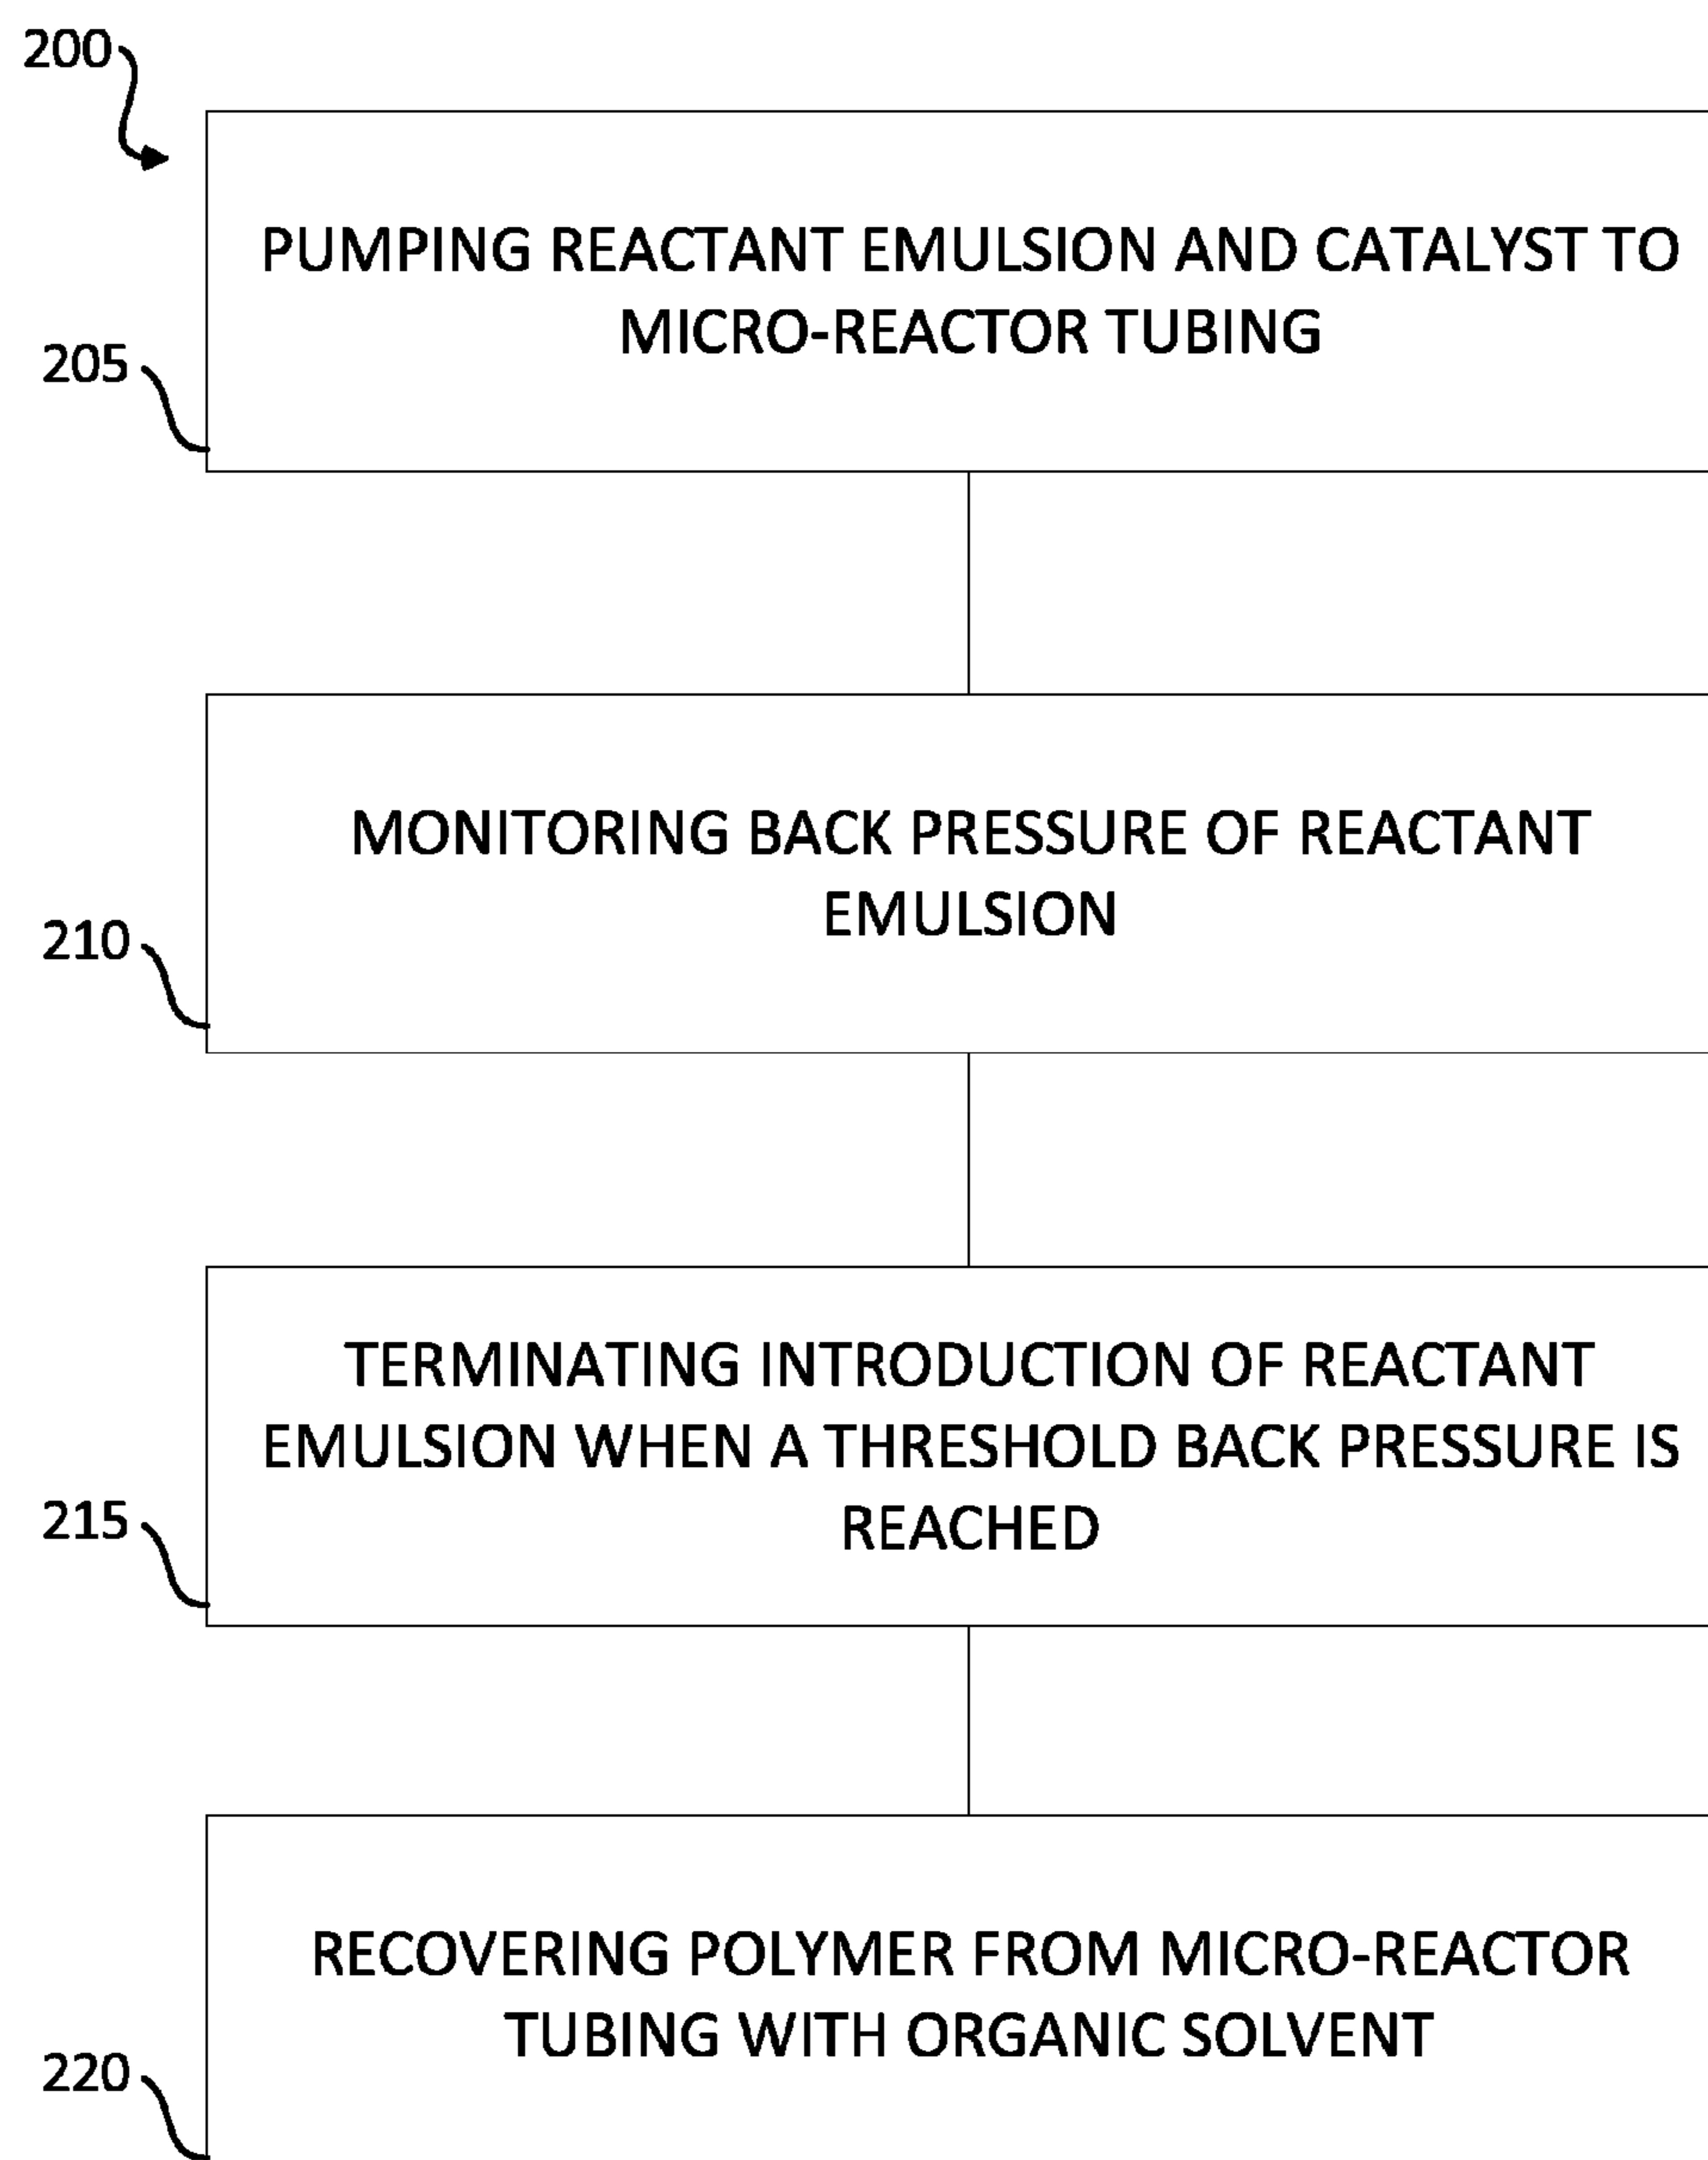 200
PUMPING REACTANT EMULSION AND CATALYST TO
MICRO-REACTOR TUBING
205
MONITORING BACK PRESSURE OF REACTANT
EMULSION
210
TERMINATING INTRODUCTION OF REACTANT
EMULSION WHEN A THRESHOLD BACK PRESSURE IS
REACHED
215
RECOVERING POLYMER FROM MICRO-REACTOR
TUBING WITH ORGANIC SOLVENT
220